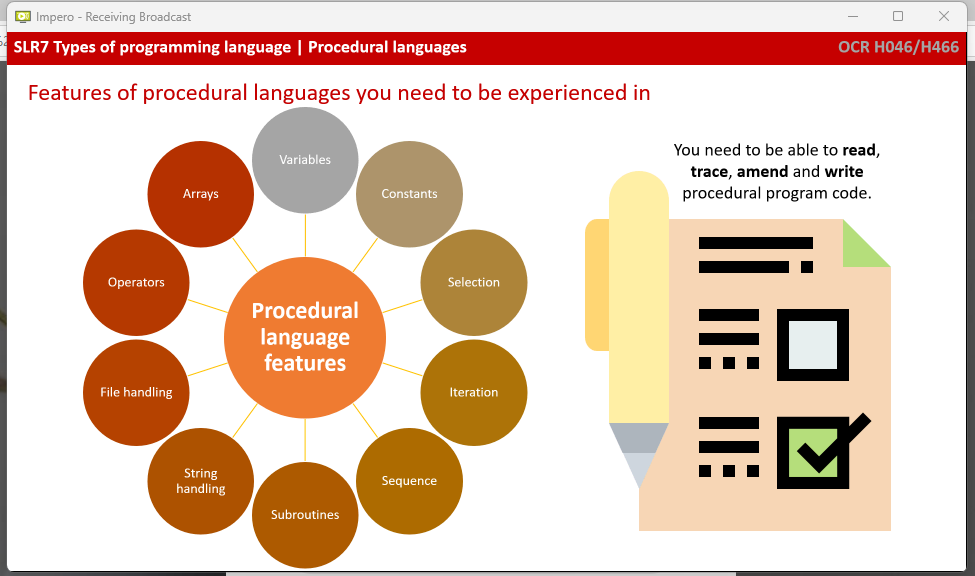 Impero - Receiving Broadcast
SLR7 Types of programming language | Procedural languages
OCR H046/H466
Features of procedural languages you need to be experienced in
You need to be able to read,
trace, amend and write
procedural program code.
Variables
Constants
Selection
Iteration
Sequence
Subroutines
String
handling
File handling
Operators
Arrays
Procedural
language
features